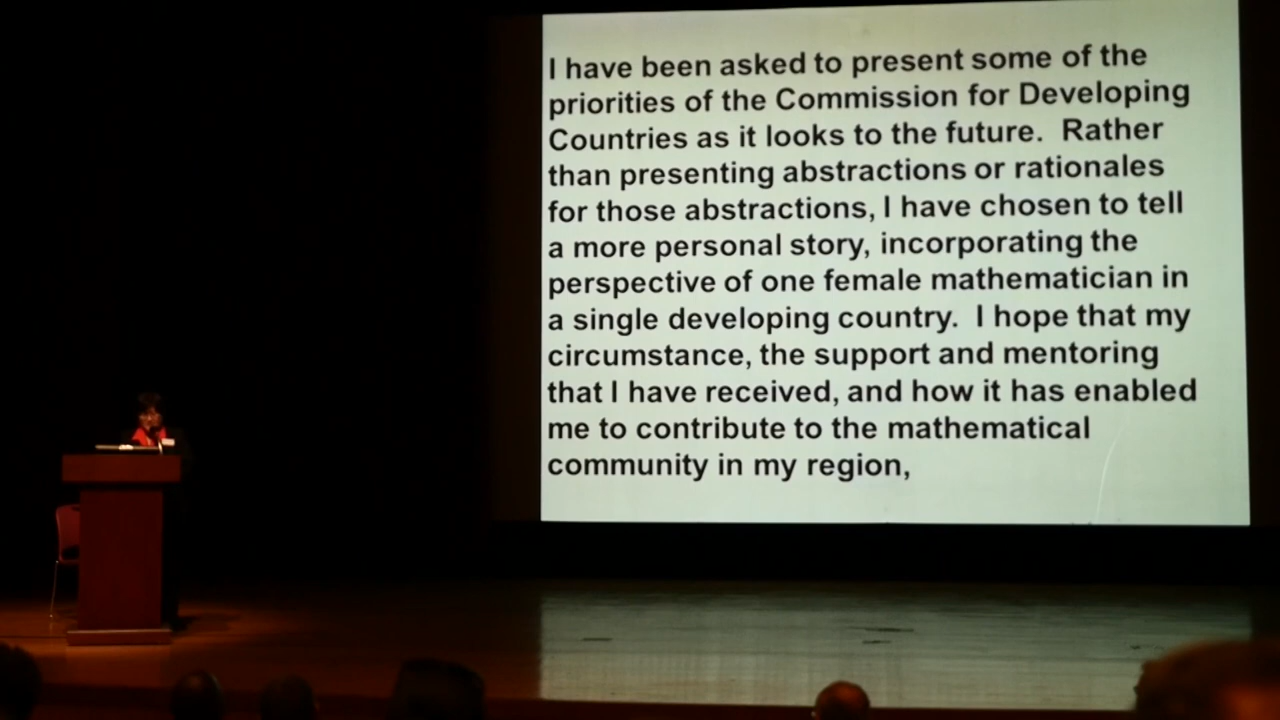 I have been asked to present some of the
priorities of the Commission for Developing
Countries as it looks to the future.  Rather
than presenting abstractions or rationales
for those abstractions, I have chosen to tell
a more personal story, incorporating the
perspective of one female mathematician in
a single developing country.  I hope that my
circumstance, the support and mentoring
that I have received, and how it has enabled
me to contribute to the mathematical
community in my region,